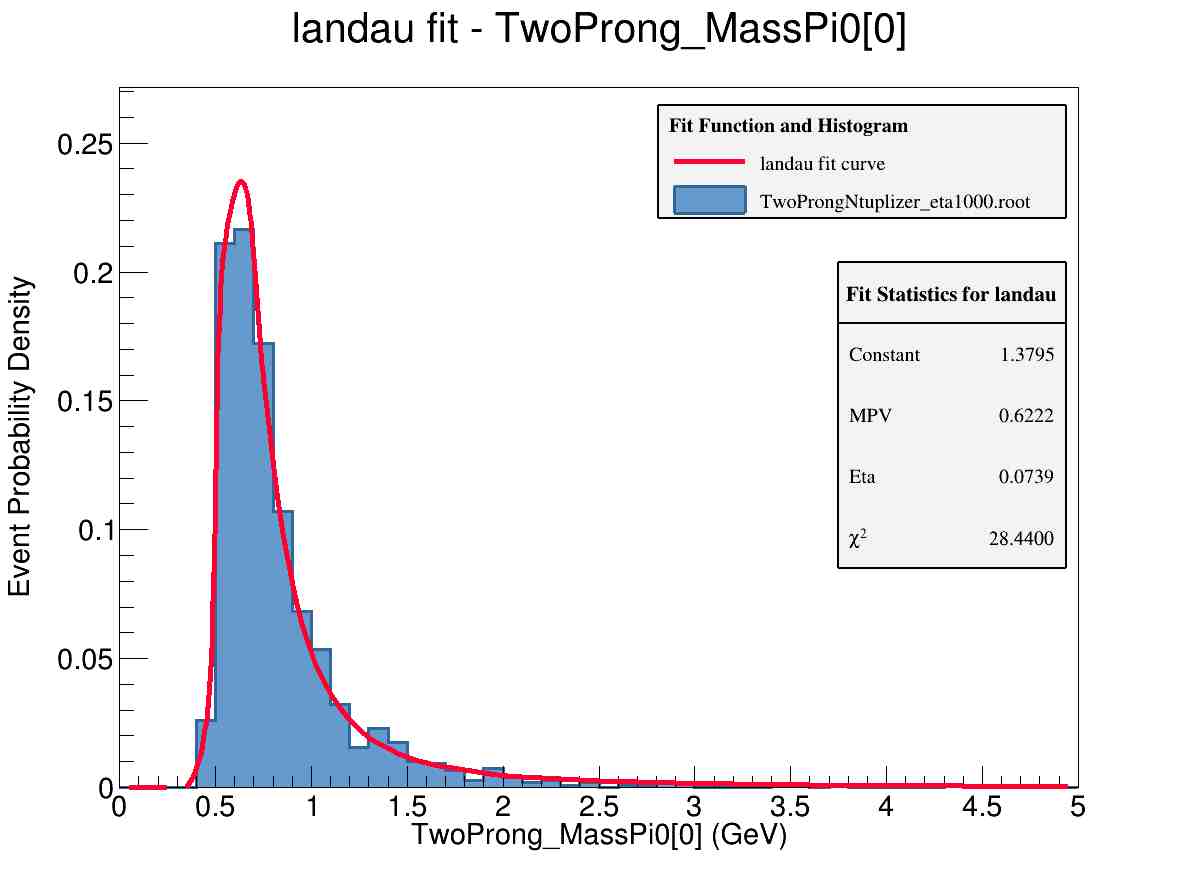 landau fit - TwoProng_MassPi0[0]
Fit Function and Histogram
landau fit curve
TwoProngNtuplizer_eta1000.root
Fit Statistics for landau
Constant 1.3795
MPV 0.6222
Eta 0.0739
χ² 28.4400
Event Probability Density
0.25
0.2
0.15
0.1
0.05
0
0 0.5 1 1.5 2 2.5 3 3.5 4 4.5 5
TwoProng_MassPi0[0] (GeV)